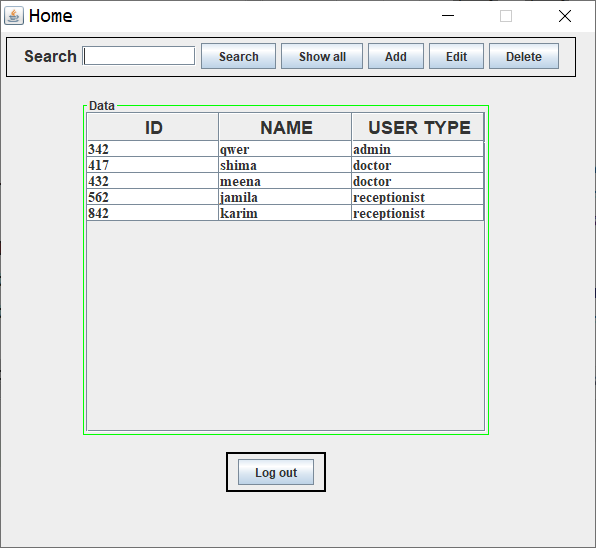 Home
Search Search Show all Add Edit Delete
Data
ID NAME USER TYPE
342 qwer admin
417 shima doctor
432 meena doctor
562 jamila receptionist
842 karim receptionist
Log out